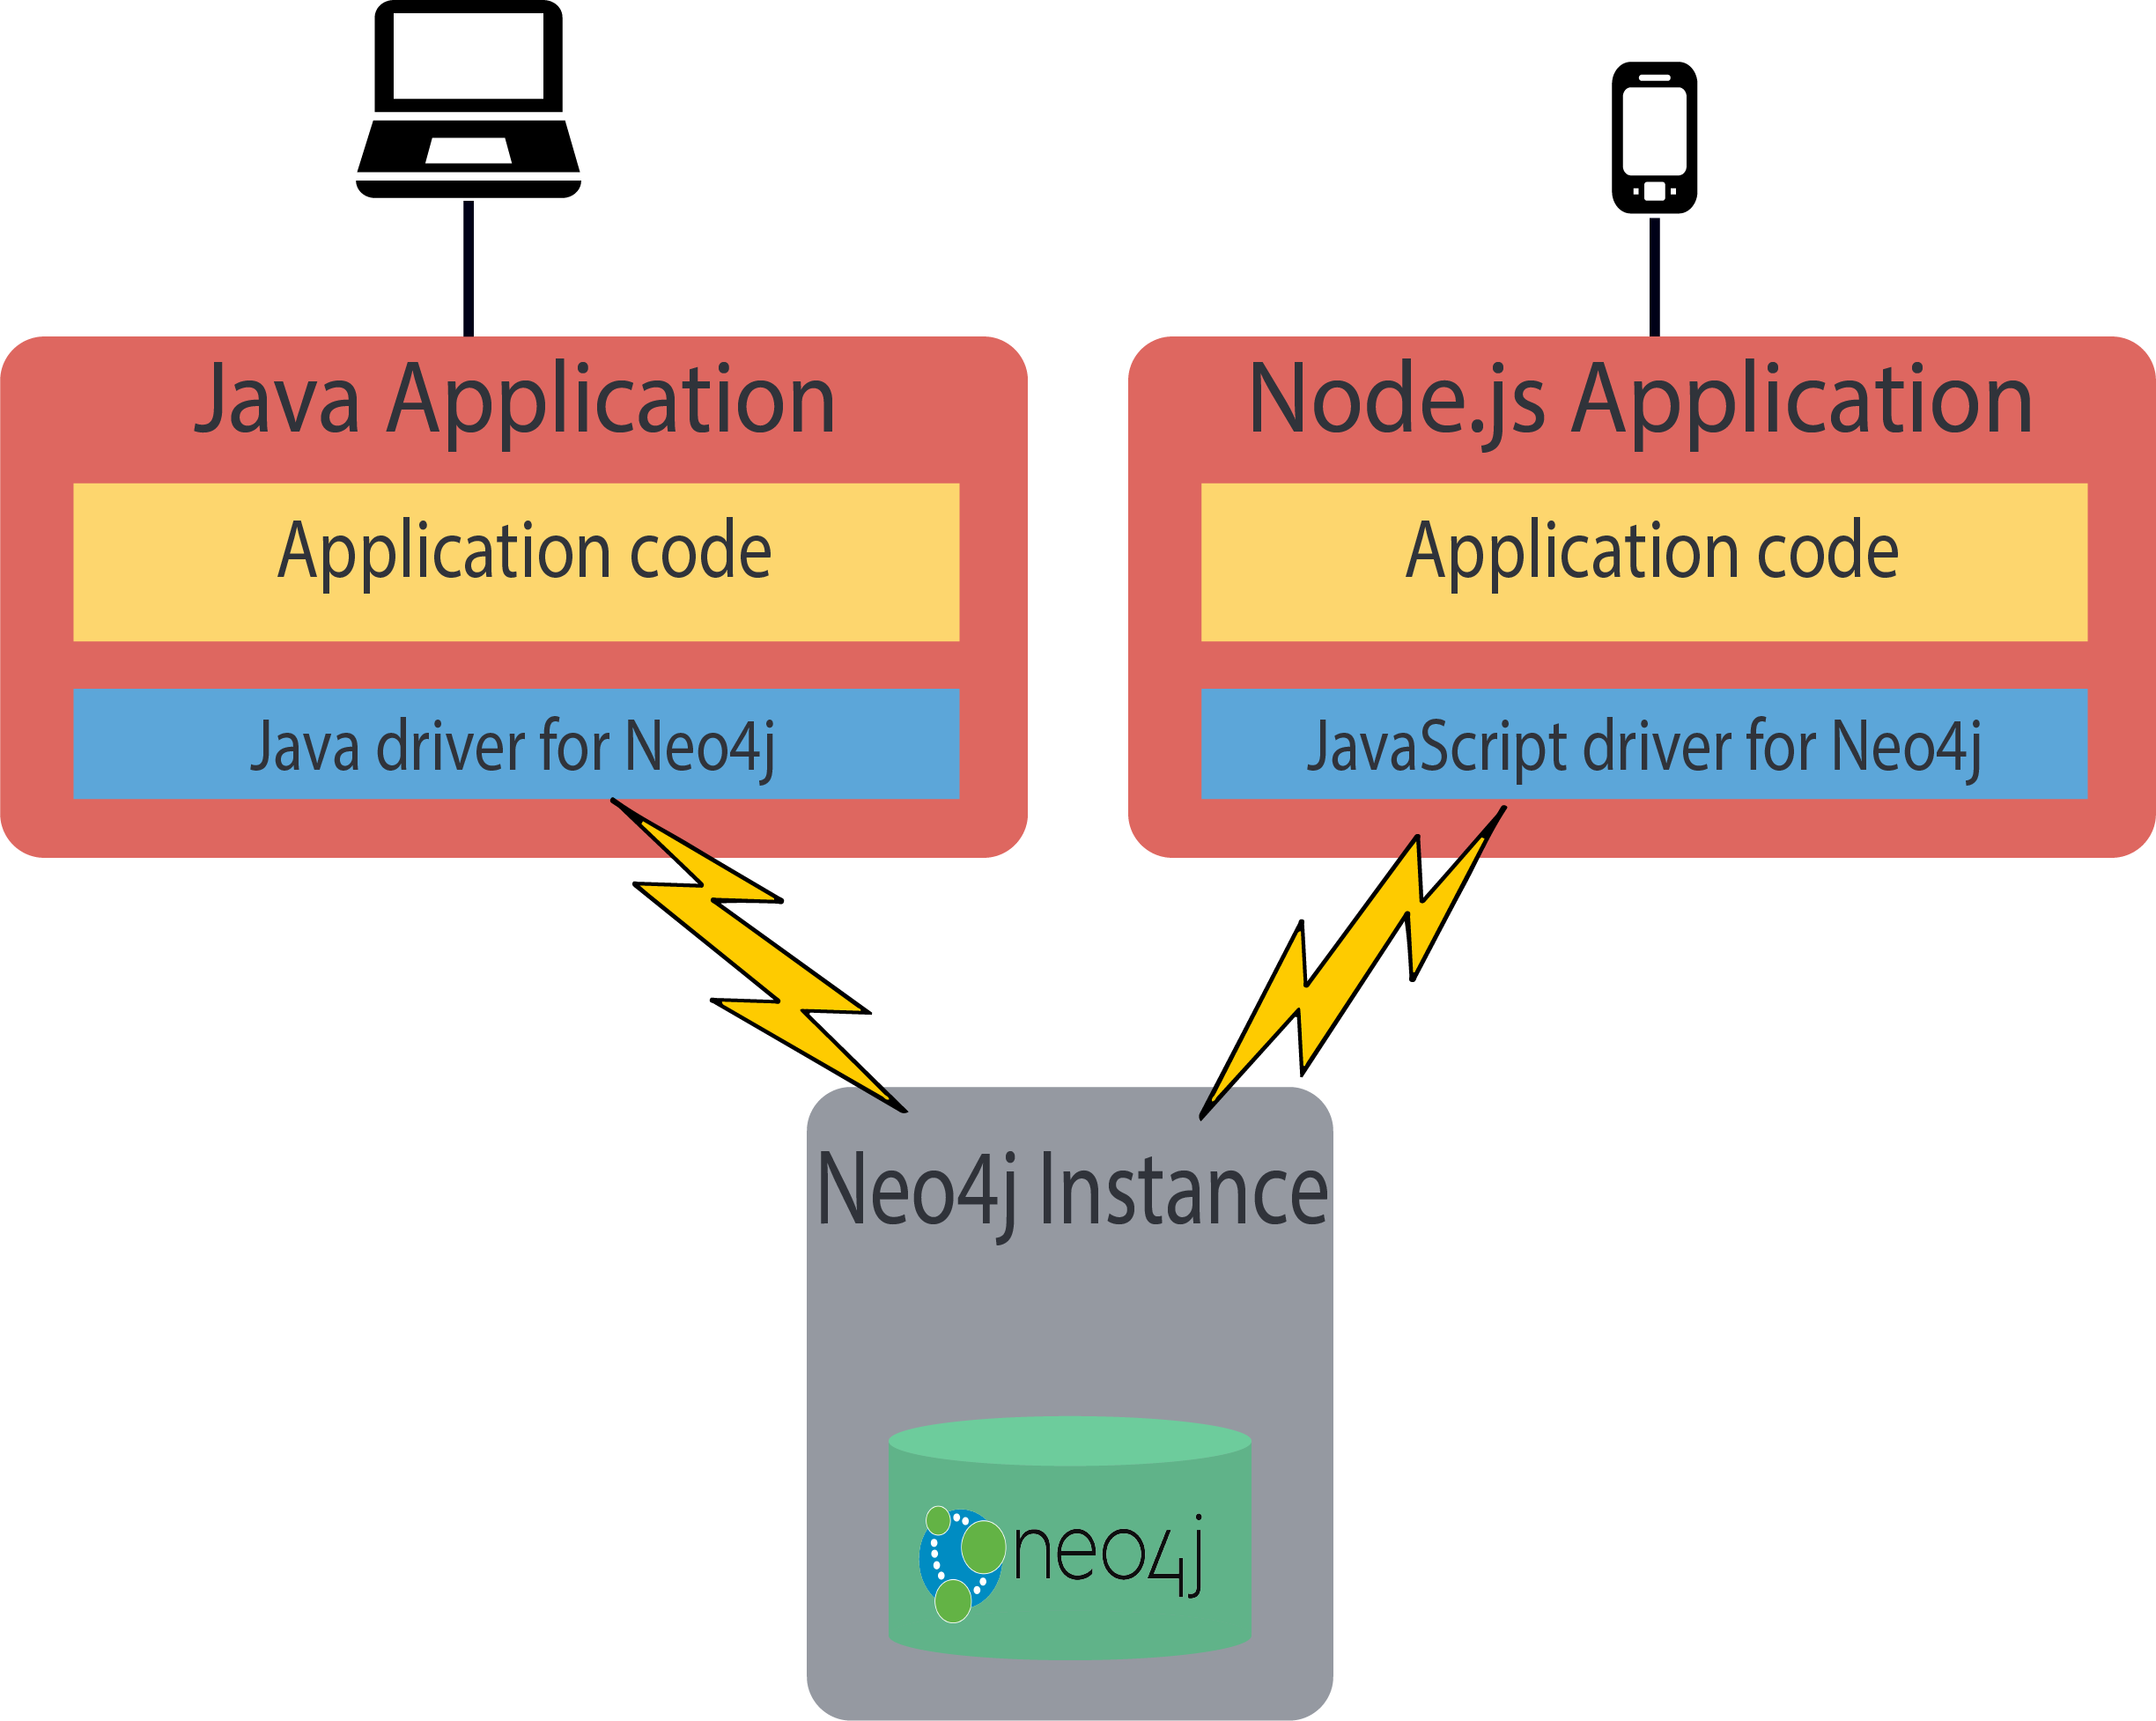 Java Application
Application code
Java driver for Neo4j
Node.js Application
Application code
JavaScript driver for Neo4j
Neo4j Instance
neo4j